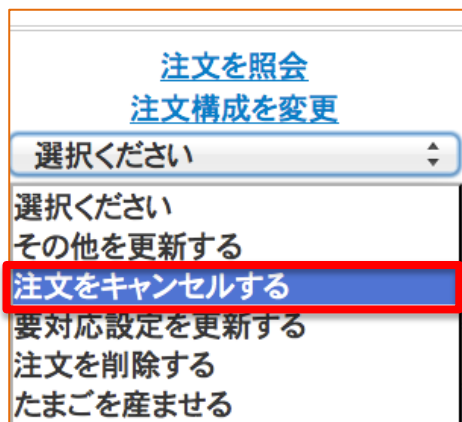 注文を照会
注文構成を変更
選択ください
選択ください
その他を更新する
注文をキャンセルする
要対応設定を更新する
注文を削除する
たまごを産ませる